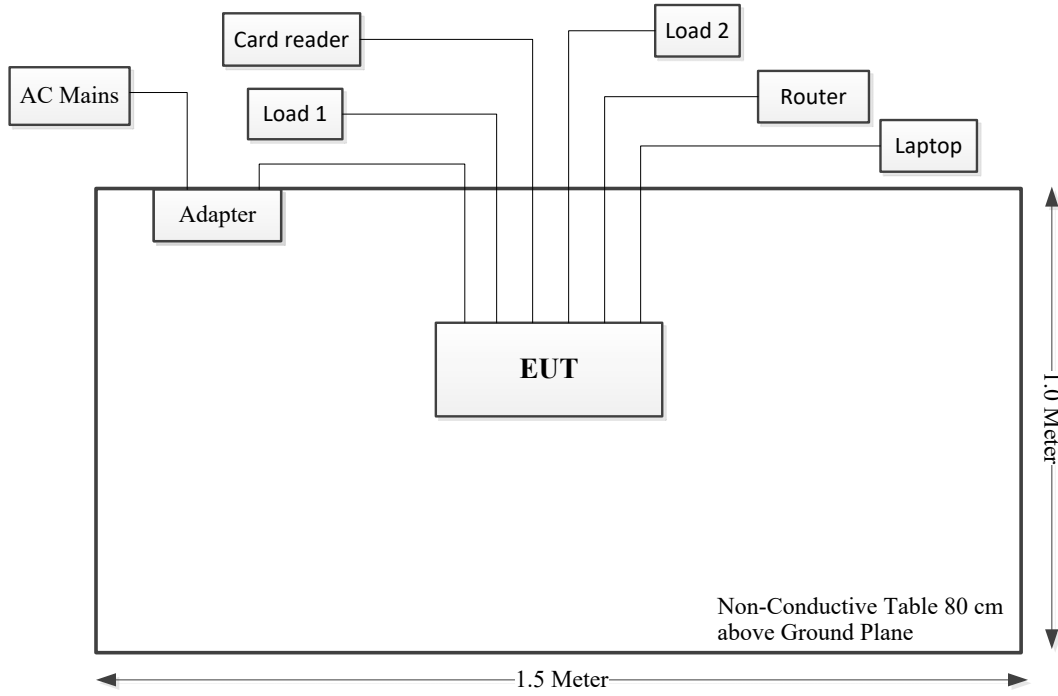 Card reader
Load 2
AC Mains
Load 1
Router
Laptop
Adapter
EUT
1.0 Meter
Non-Conductive Table 80 cm
above Ground Plane
1.5 Meter